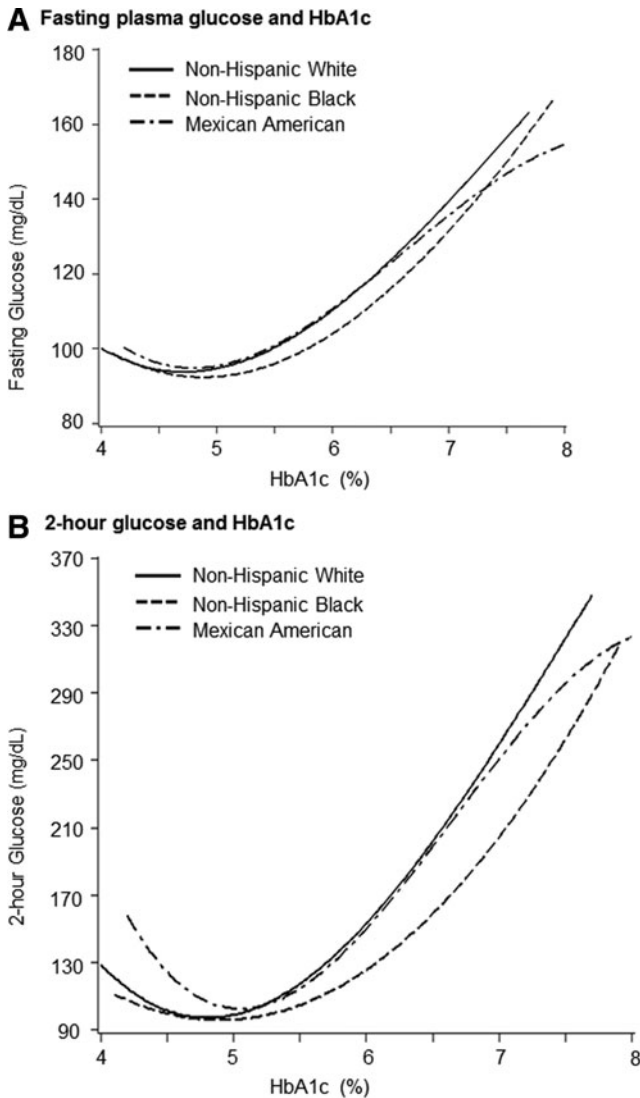 A Fasting plasma glucose and HbA1c
180
160
140
120
100
80
Fasting Glucose (mg/dL)
Non-Hispanic White
Non-Hispanic Black
Mexican American
4 5 6 7 8
HbA1c (%)
B 2-hour glucose and HbA1c
370
330
290
250
210
170
130
90
2-hour Glucose (mg/dL)
Non-Hispanic White
Non-Hispanic Black
Mexican American
4 5 6 7 8
HbA1c (%)